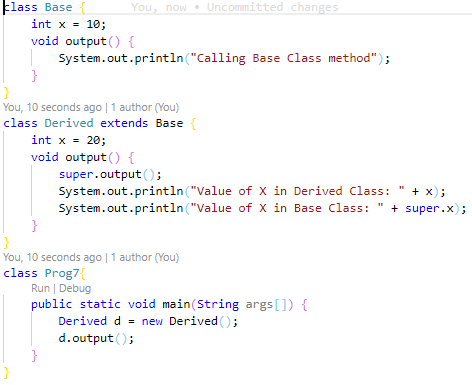 class Base {        You, now • Uncommitted changes
    int x = 10;
    void output() {
        System.out.println("Calling Base Class method");
    }
}
You, 10 seconds ago | 1 author (You)
class Derived extends Base {
    int x = 20;
    void output() {
        super.output();
        System.out.println("Value of X in Derived Class: " + x);
        System.out.println("Value of X in Base Class: " + super.x);
    }
}
You, 10 seconds ago | 1 author (You)
class Prog7{
    Run | Debug
    public static void main(String args[]) {
        Derived d = new Derived();
        d.output();
    }
}